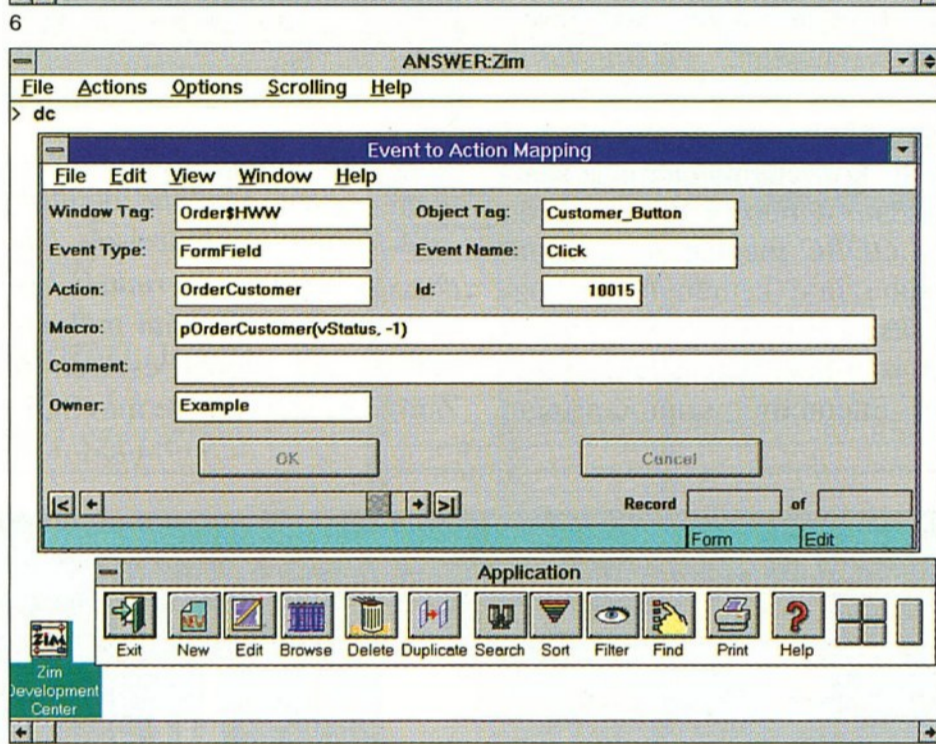 6
ANSWER:Zim
File Actions Options Scrolling Help
> dc
Event to Action Mapping
File Edit View Window Help
Window Tag: Order$HWW Object Tag: Customer_Button
Event Type: FormField Event Name: Click
Action: OrderCustomer Id: 10015
Macro: pOrderCustomer(vStatus, -1)
Comment:
Owner: Example
OK Cancel
Record of
Form Edit
Application
Exit New Edit Browse Delete Duplicate Search Sort Filter Find Print Help
ZIM
Zim
Development
Center